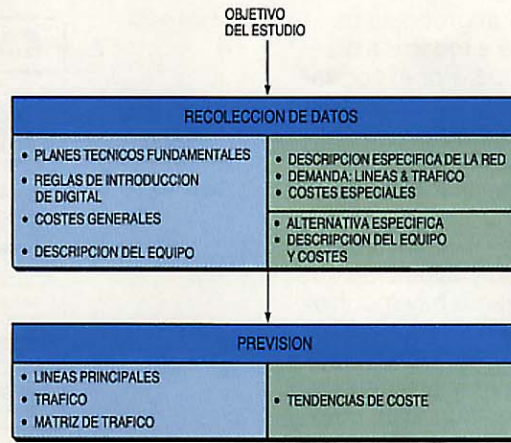 OBJETIVO
DEL ESTUDIO
RECOLECCION DE DATOS
• PLANES TECNICOS FUNDAMENTALES
• REGLAS DE INTRODUCCION
DE DIGITAL
• COSTES GENERALES
• DESCRIPCION DEL EQUIPO
• DESCRIPCION ESPECIFICA DE LA RED
• DEMANDA: LINEAS & TRAFICO
• COSTES ESPECIALES
• ALTERNATIVA ESPECIFICA
• DESCRIPCION DEL EQUIPO
Y COSTES
PREVISION
• LINEAS PRINCIPALES
• TRAFICO
• MATRIZ DE TRAFICO
• TENDENCIAS DE COSTE